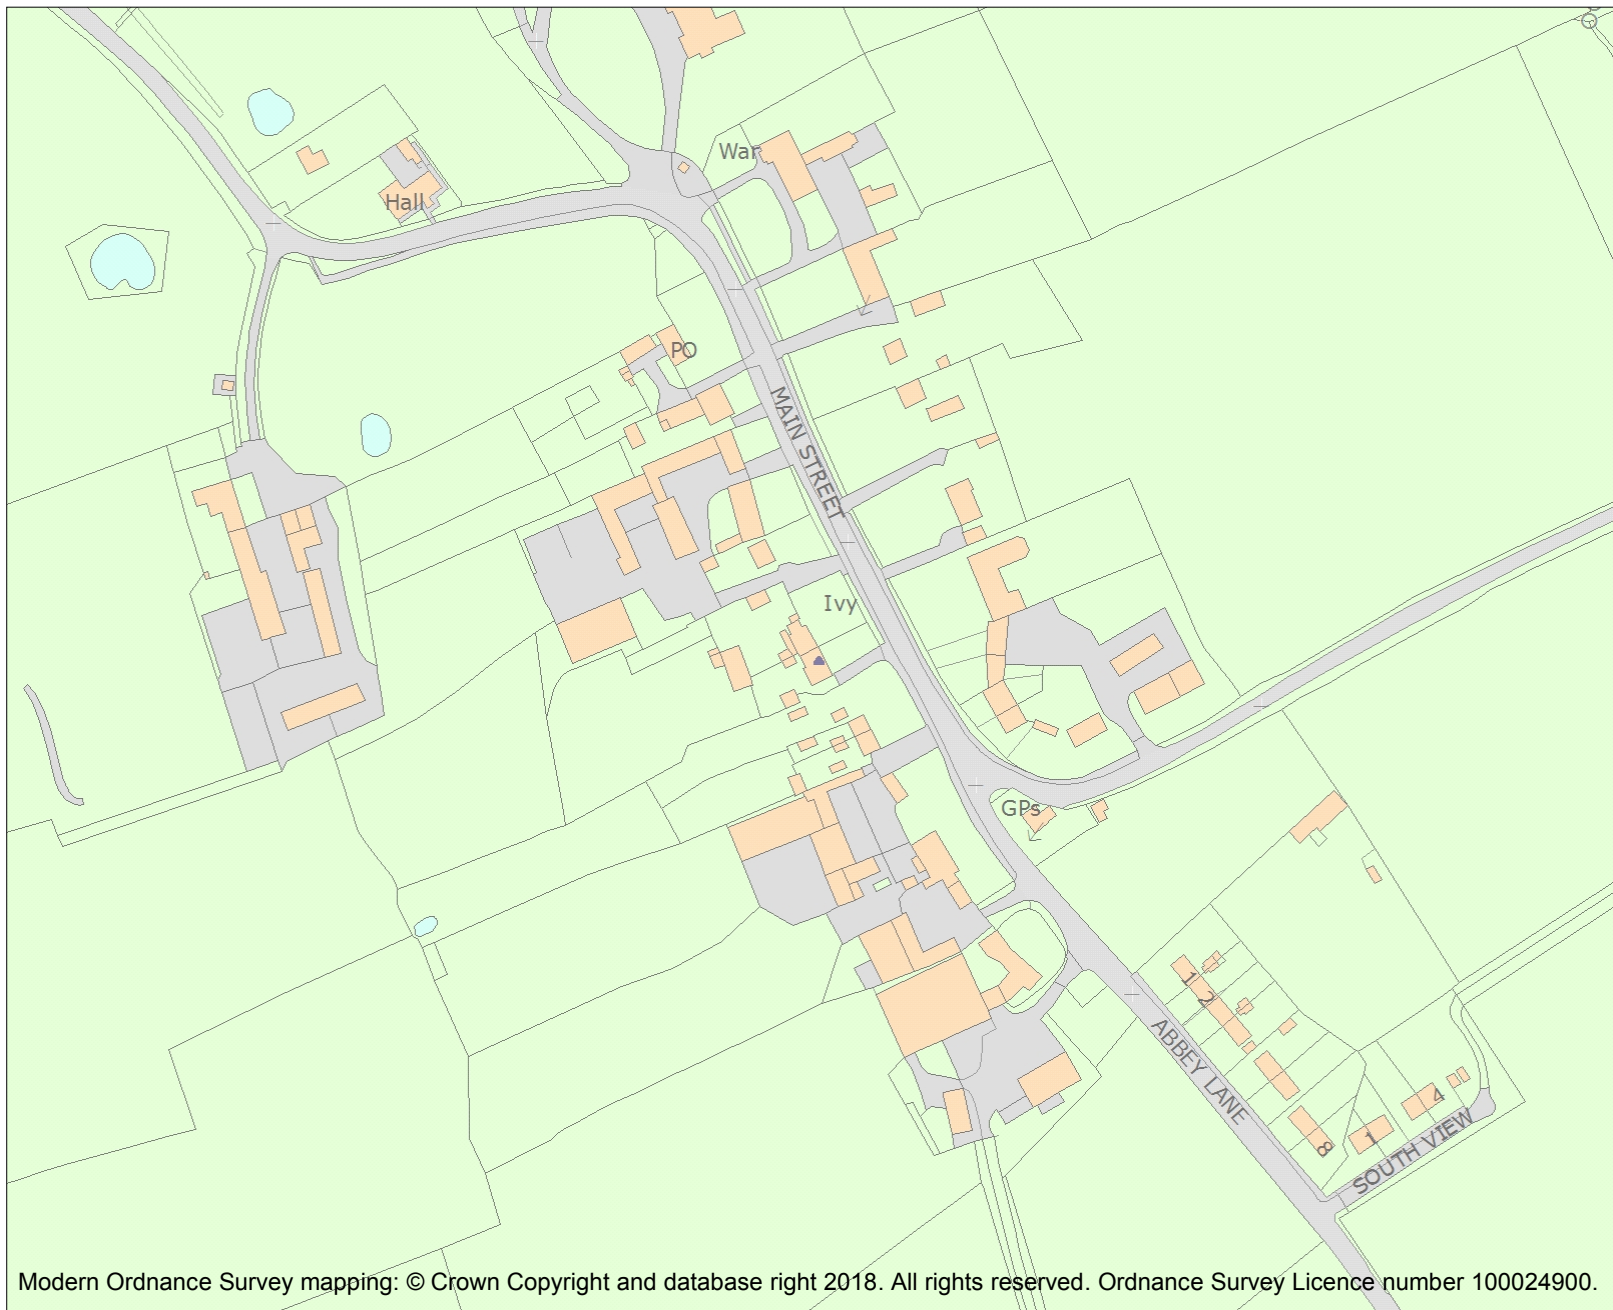 War
Hall
PO
MAIN STREET
Ivy
GPs
1
2
ABBEY LANE
8
1
4
SOUTH VIEW
Modern Ordnance Survey mapping: © Crown Copyright and database right 2018. All rights reserved. Ordnance Survey Licence number 100024900.